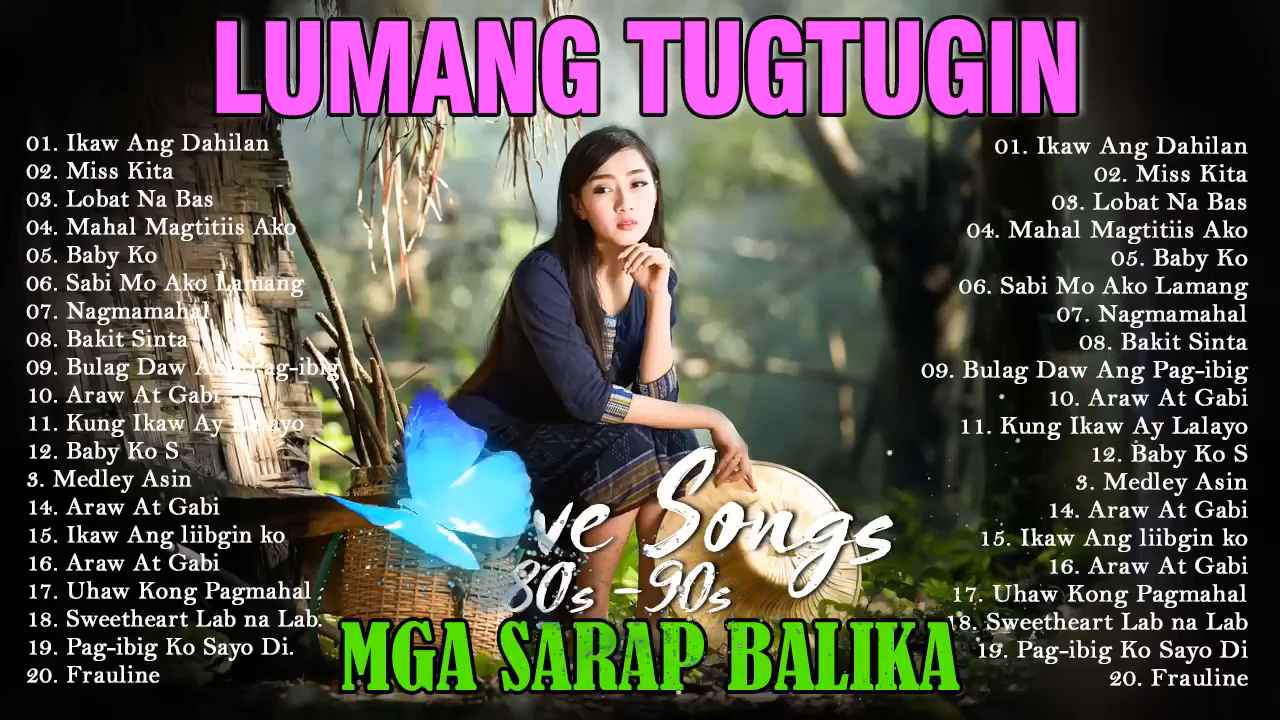 LUMANG TUGTUGIN
01. Ikaw Ang Dahilan
02. Miss Kita
03. Lobat Na Bas
04. Mahal Magtitiis Ako
05. Baby Ko
06. Sabi Mo Ako Lamang
07. Nagmamahal
08. Bakit Sinta
09. Bulag Daw Ang Pag-ibig
10. Araw At Gabi
11. Kung Ikaw Ay Lalayo
12. Baby Ko S
3. Medley Asin
14. Araw At Gabi
15. Ikaw Ang liibgin ko
16. Araw At Gabi
17. Uhaw Kong Pagmahal
18. Sweetheart Lab na Lab.
19. Pag-ibig Ko Sayo Di.
20. Frauline
01. Ikaw Ang Dahilan
02. Miss Kita
03. Lobat Na Bas
04. Mahal Magtitiis Ako
05. Baby Ko
06. Sabi Mo Ako Lamang
07. Nagmamahal
08. Bakit Sinta
09. Bulag Daw Ang Pag-ibig
10. Araw At Gabi
11. Kung Ikaw Ay Lalayo
12. Baby Ko S
3. Medley Asin
14. Araw At Gabi
15. Ikaw Ang liibgin ko
16. Araw At Gabi
17. Uhaw Kong Pagmahal
18. Sweetheart Lab na Lab
19. Pag-ibig Ko Sayo Di
20. Frauline
ve Songs
80s - 90s
MGA SARAP BALIKA